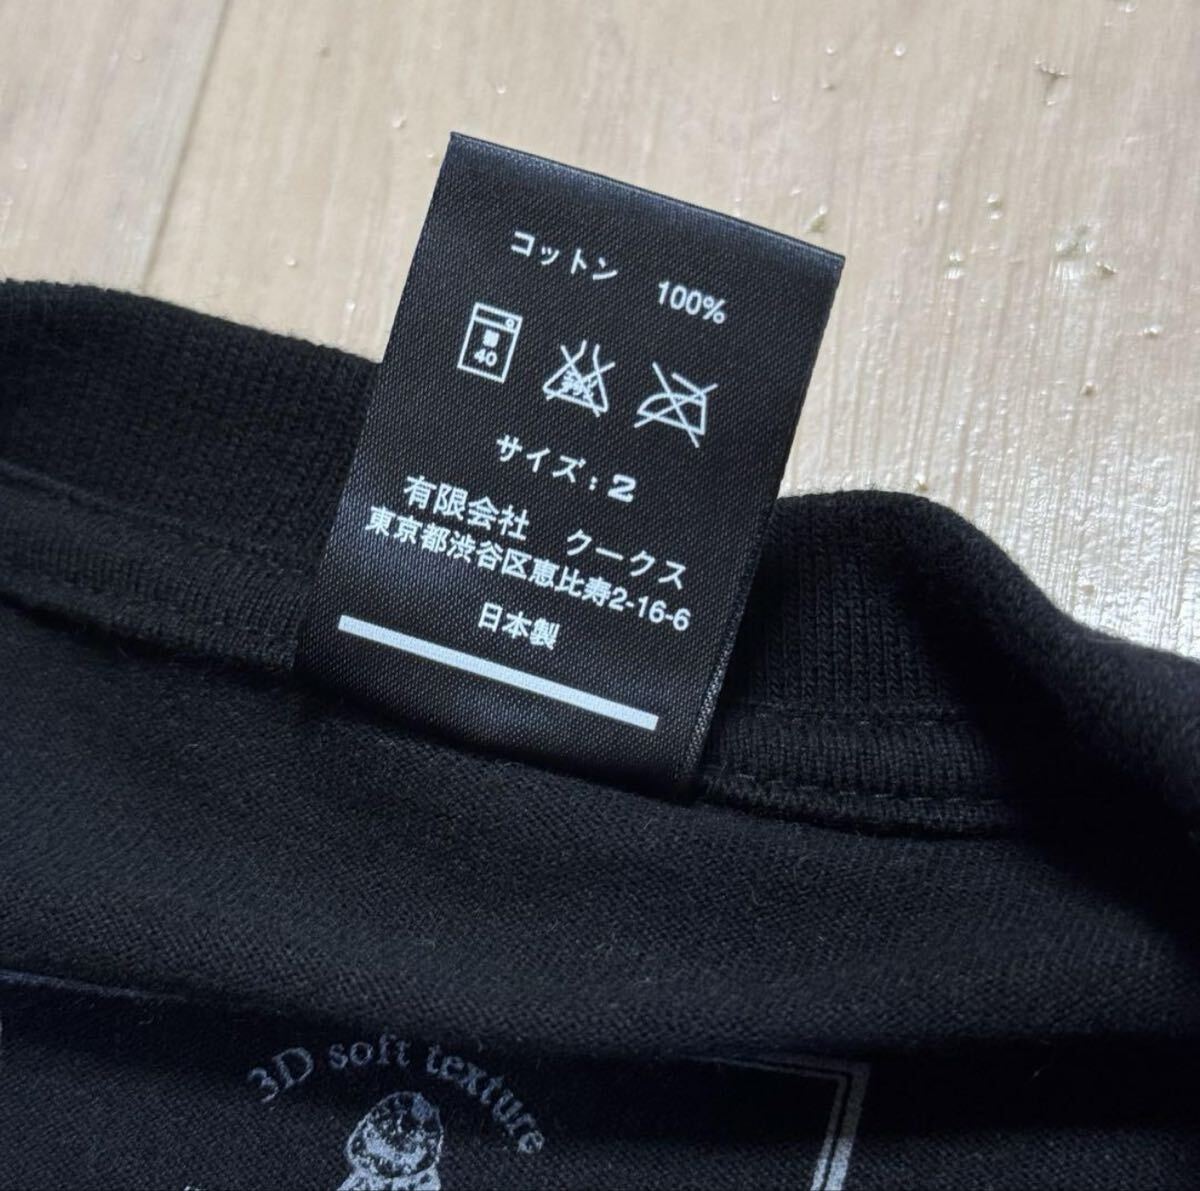 コットン 100%
40
サイズ：2
有限会社 クークス
東京都渋谷区恵比寿2-16-6
日本製
3D soft texture